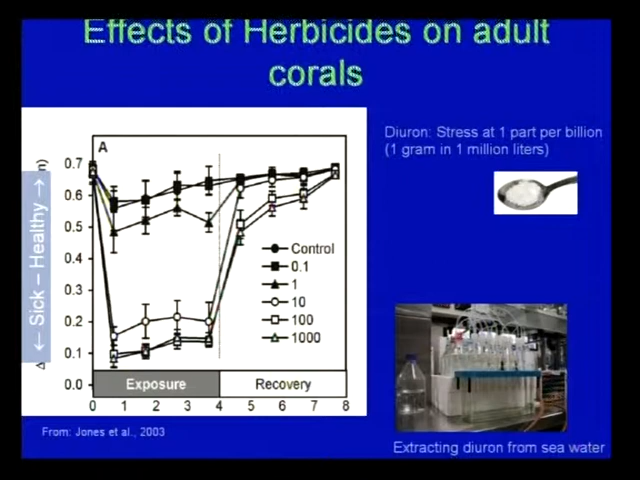 Effects of Herbicides on adult
corals
Diuron: Stress at 1 part per billion
(1 gram in 1 million liters)
A
n)
Δ
← Sick – Healthy →
0.7
0.6
0.5
0.4
0.3
0.2
0.1
0.0
Control
0.1
1
10
100
1000
Exposure
Recovery
0 1 2 3 4 5 6 7 8
From: Jones et al., 2003
Extracting diuron from sea water